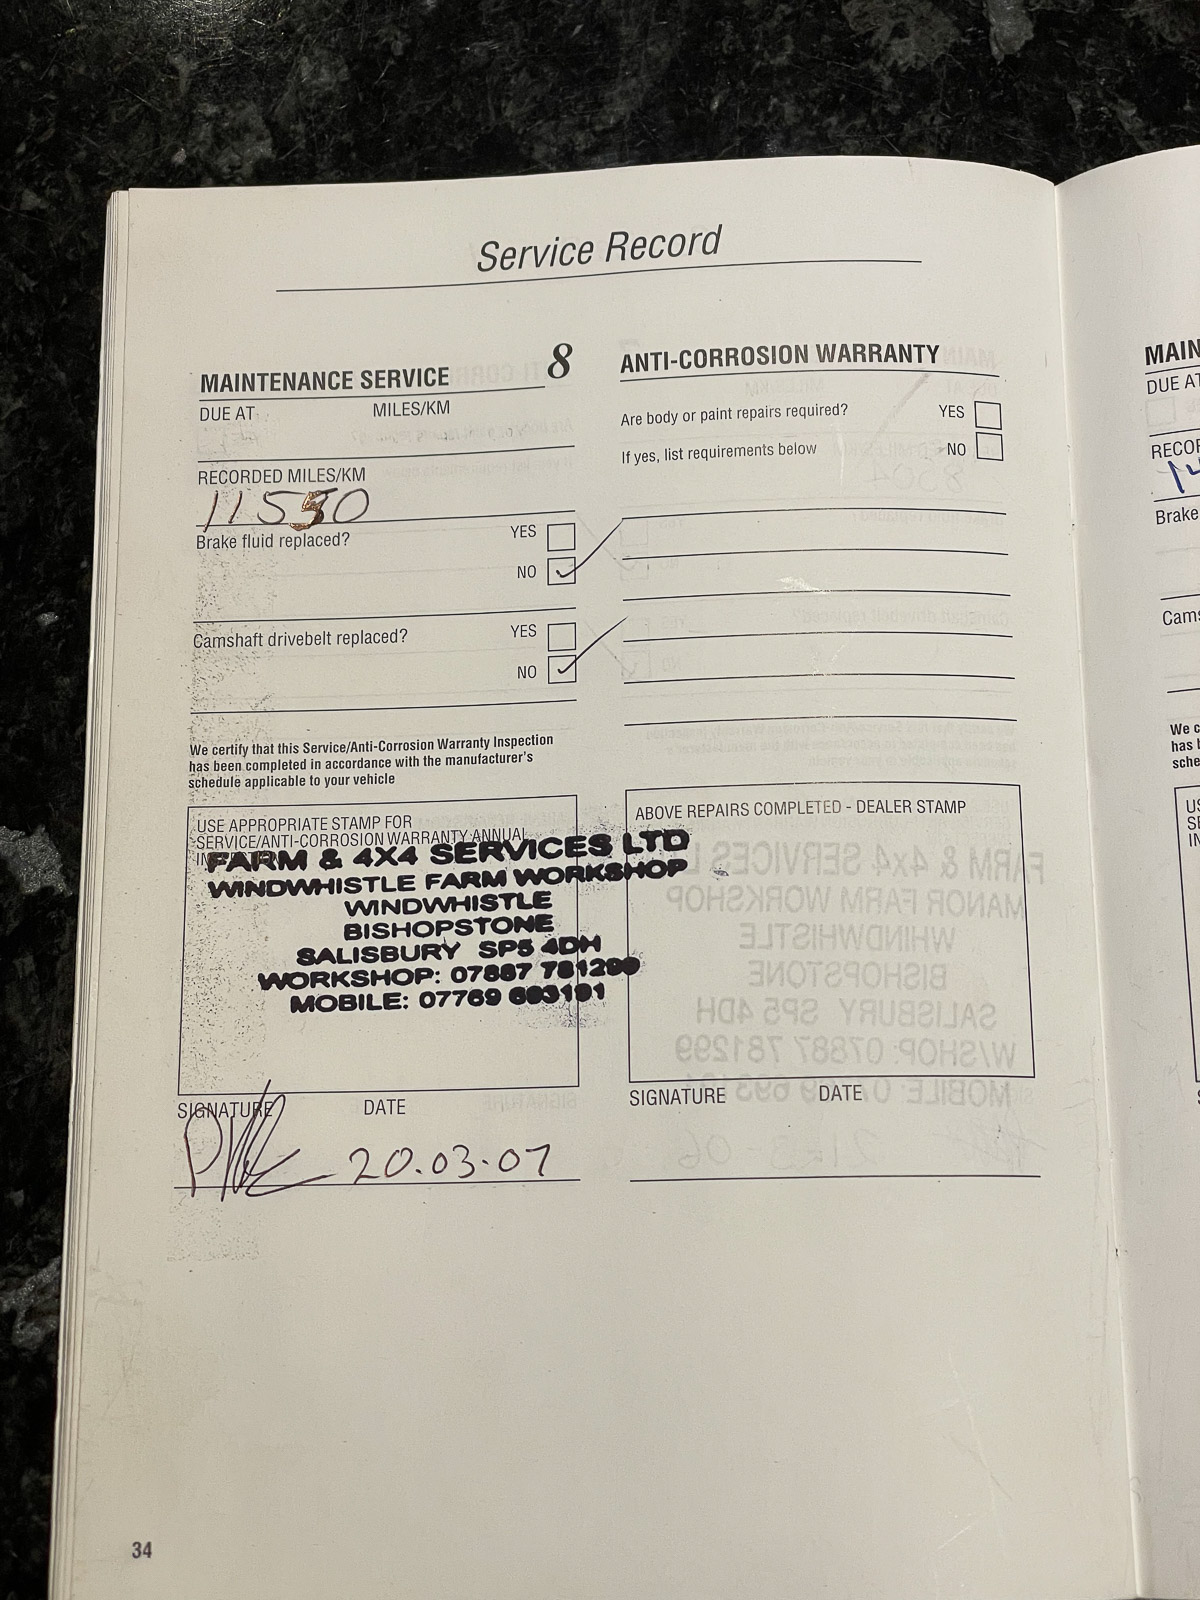 Service Record
MAINTENANCE SERVICE 8
DUE AT MILES/KM
RECORDED MILES/KM
11550
Brake fluid replaced? YES
NO
Camshaft drivebelt replaced? YES
NO
We certify that this Service/Anti-Corrosion Warranty Inspection
has been completed in accordance with the manufacturer's
schedule applicable to your vehicle
USE APPROPRIATE STAMP FOR
SERVICE/ANTI-CORROSION WARRANTY ANNUAL
FARM & 4X4 SERVICES LTD
WINDWHISTLE FARM WORKSHOP
WINDWHISTLE
BISHOPSTONE
SALISBURY SP5 4DH
WORKSHOP: 07887 781299
MOBILE: 07769 693191
SIGNATURE DATE
20.03.07
ANTI-CORROSION WARRANTY
Are body or paint repairs required? YES
If yes, list requirements below NO
ABOVE REPAIRS COMPLETED - DEALER STAMP
SIGNATURE DATE
34
MAIN
DUE AT
RECOR
14
Brake
Cams
We c
has b
sche